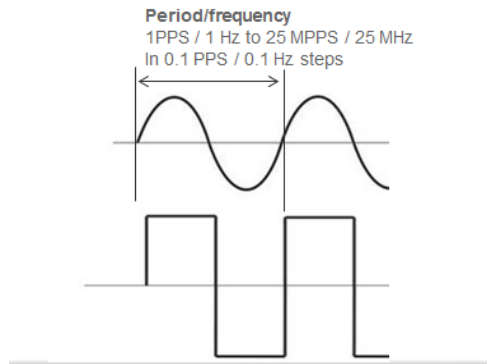 Period/frequency
1PPS / 1 Hz to 25 MPPS / 25 MHz
In 0.1 PPS / 0.1 Hz steps